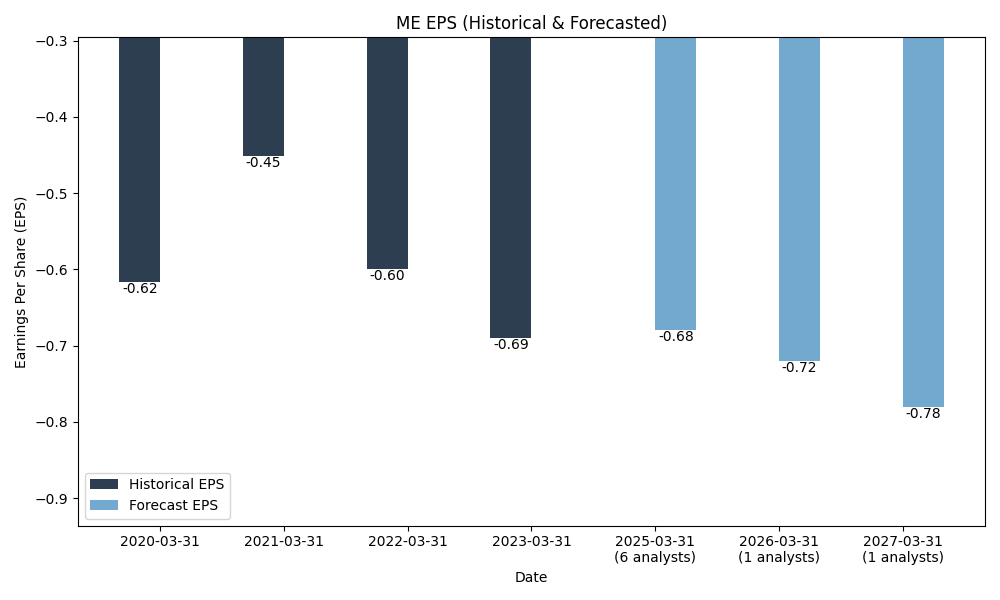 ME EPS (Historical & Forecasted)
Earnings Per Share (EPS)
−0.3
−0.4
−0.5
−0.6
−0.7
−0.8
−0.9
-0.62
-0.45
-0.60
-0.69
-0.68
-0.72
-0.78
Historical EPS
Forecast EPS
2020-03-31
2021-03-31
2022-03-31
2023-03-31
2025-03-31
(6 analysts)
2026-03-31
(1 analysts)
2027-03-31
(1 analysts)
Date